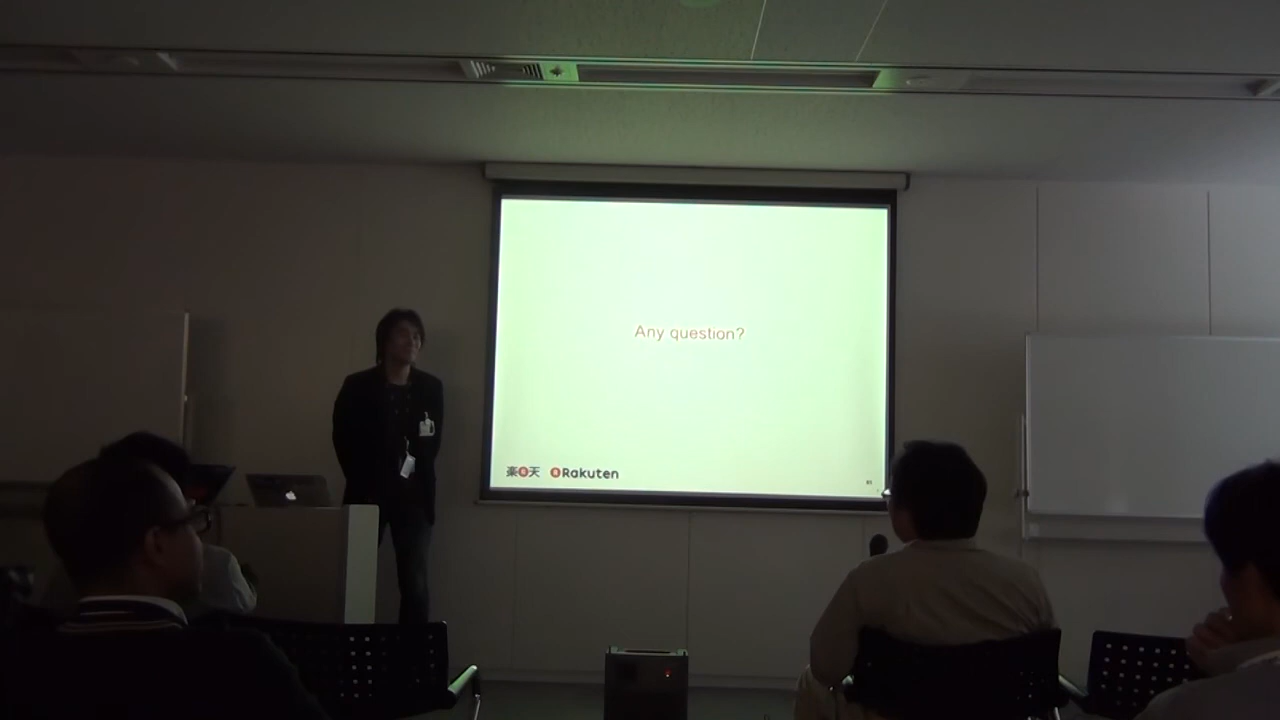 Any question?
楽天 Rakuten